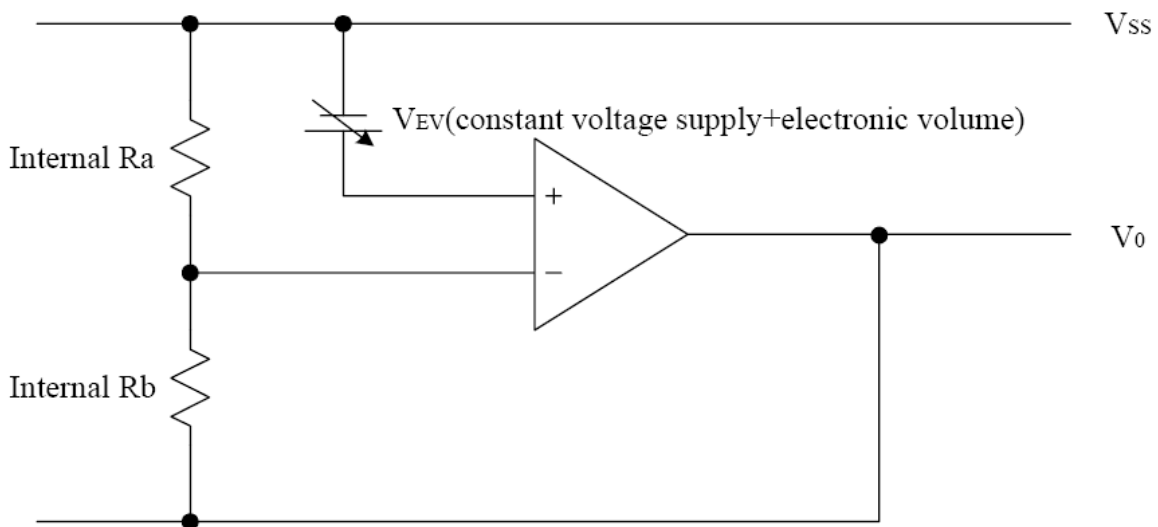 VSS
VEV(constant voltage supply+electronic volume)
Internal Ra
+
V0
−
Internal Rb